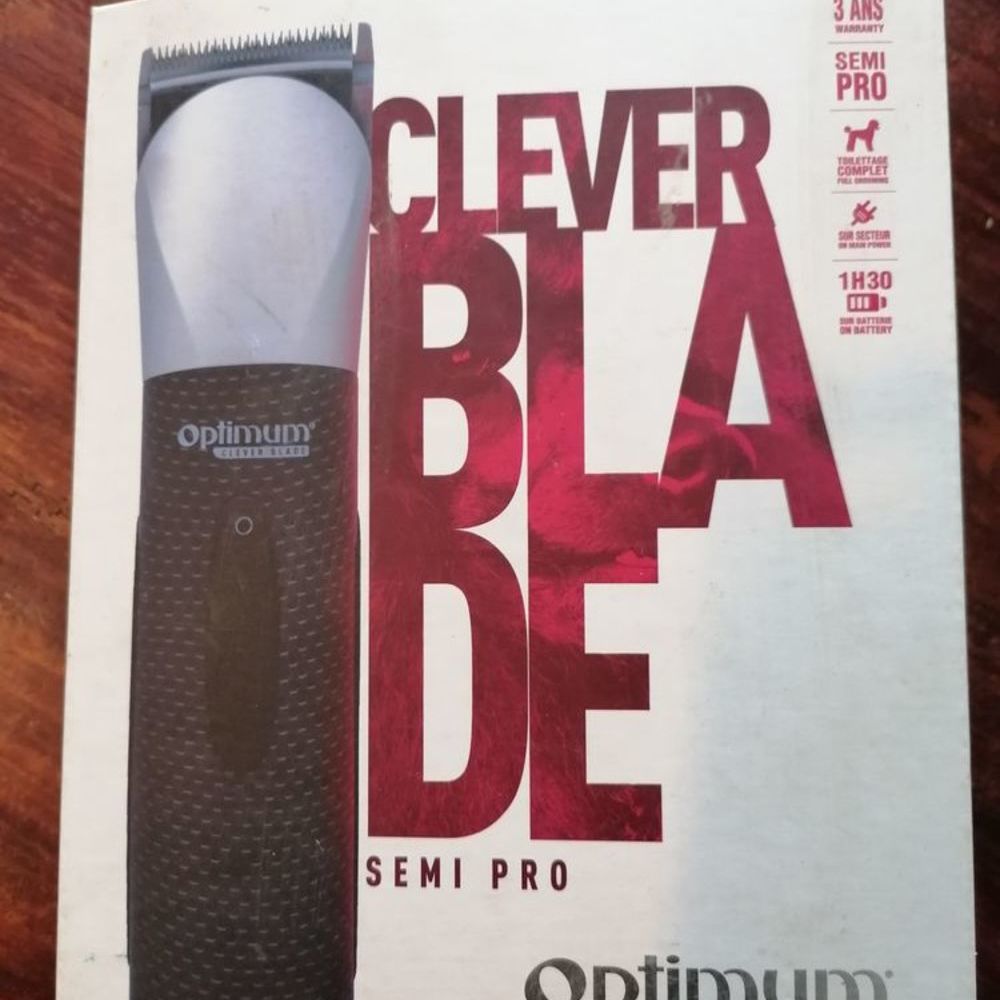 3 ANS
WARRANTY
SEMI
PRO
TOILETTAGE
COMPLET
FULL GROOMING
SUR SECTEUR
ON MAIN POWER
1H30
SUR BATTERIE
ON BATTERY
CLEVER
BLA
DE
SEMI PRO
Optimum
CLEVER BLADE
Optimum